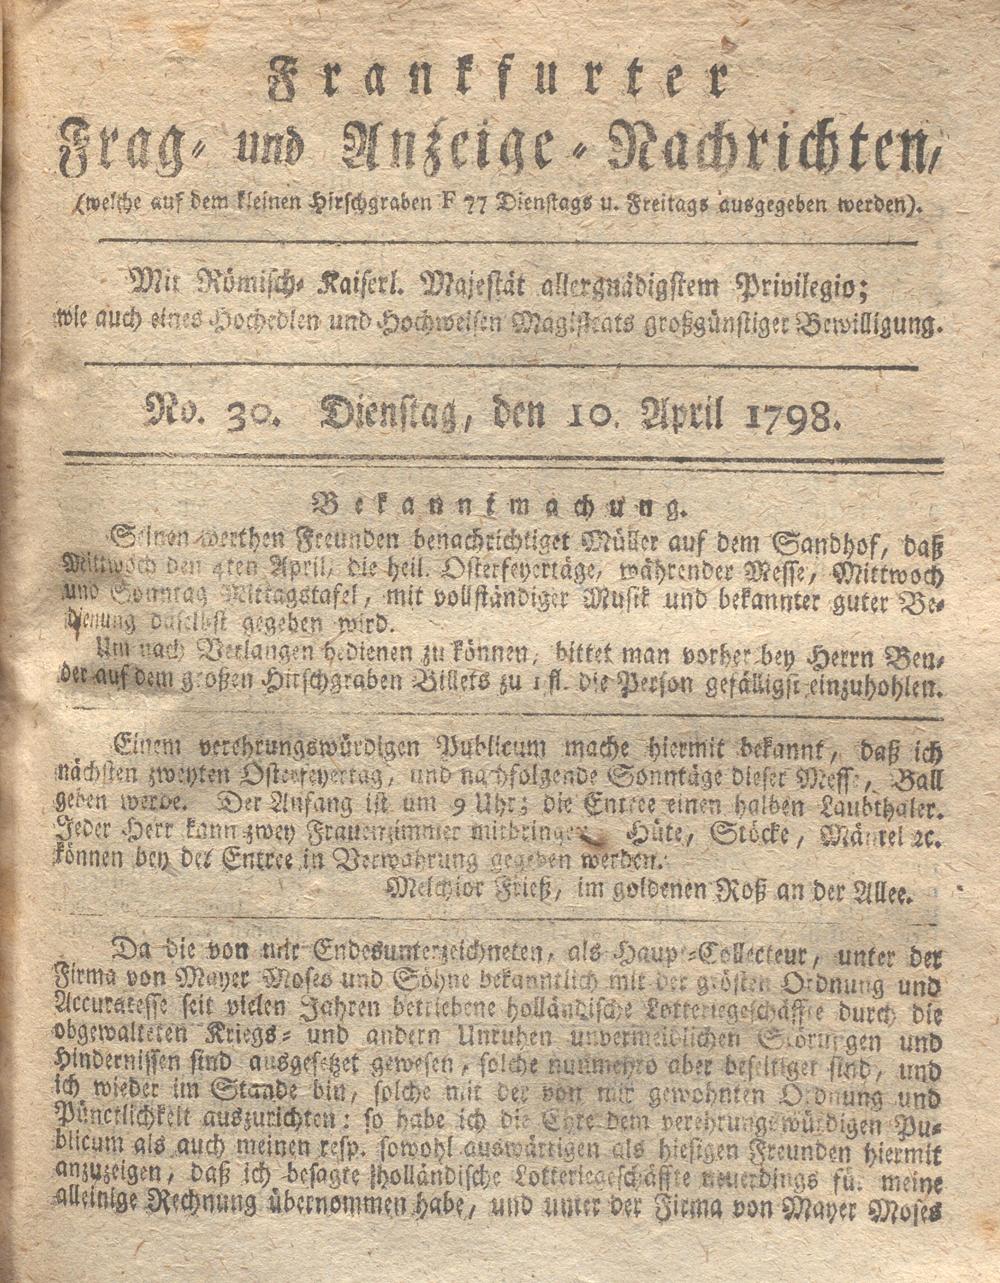 Frankfurter
Frag- und Anzeige-Nachrichten,
(welche auf dem kleinen Hirschgraben F 77 Dienstags u. Freitags ausgegeben werden).
Mit Römisch-Kaiserl. Majestät allergnädigstem Privilegio;
wie auch eines Hochedlen und Hochweisen Magistrats großgünstiger Bewilligung.
No. 30. Dienstag, den 10. April 1798.
Bekanntmachung.
Seinen werthen Freunden benachrichtiget Müller auf dem Sandhof, daß
Mittwoch den 4ten April, die heil. Osterfeyertäge, währender Messe, Mittwoch
und Sonntag Mittagstafel, mit vollständiger Musik und bekannter guter Be-
dienung daselbst gegeben wird.
Um nach Verlangen bedienen zu können, bittet man vorher bey Herrn Ben-
der auf dem großen Hirschgraben Billets zu 1 fl. die Person gefälligst einzuhohlen.
Einem verehrungswürdigen Publicum mache hiermit bekannt, daß ich
nächsten zweyten Osterfeyertag, und nachfolgende Sonntäge dieser Messe, Ball
geben werde. Der Anfang ist um 9 Uhr; die Entree einen halben Laubthaler.
Jeder Herr kann zwey Frauenzimmer mitbringen. Hüte, Stöcke, Mäntel ꝛc.
können bey der Entree in Verwahrung gegeben werden.
Melchior Frieß, im goldenen Roß an der Allee.
Da die von mir Endesunterzeichneten, als Haupt-Collecteur, unter der
Firma von Mayer Moses und Söhne bekanntlich mit der grösten Ordnung und
Accuratesse seit vielen Jahren betriebene holländische Lotteriegeschäffte durch die
obgewalteten Kriegs- und andern Unruhen unvermeidlichen Störungen und
Hindernissen sind ausgesetzet gewesen, solche nunmehro aber beseitiget sind, und
ich wieder im Stande bin, solche mit der von mir gewohnten Ordnung und
Pünctlichkeit auszurichten: so habe ich die Ehre dem verehrungswürdigen Pu-
blicum als auch meinen resp. sowohl auswärtigen als hiesigen Freunden hiermit
anzuzeigen, daß ich besagte holländische Lotteriegeschäffte neuerdings für meine
alleinige Rechnung übernommen habe, und unter der Firma von Mayer Moses